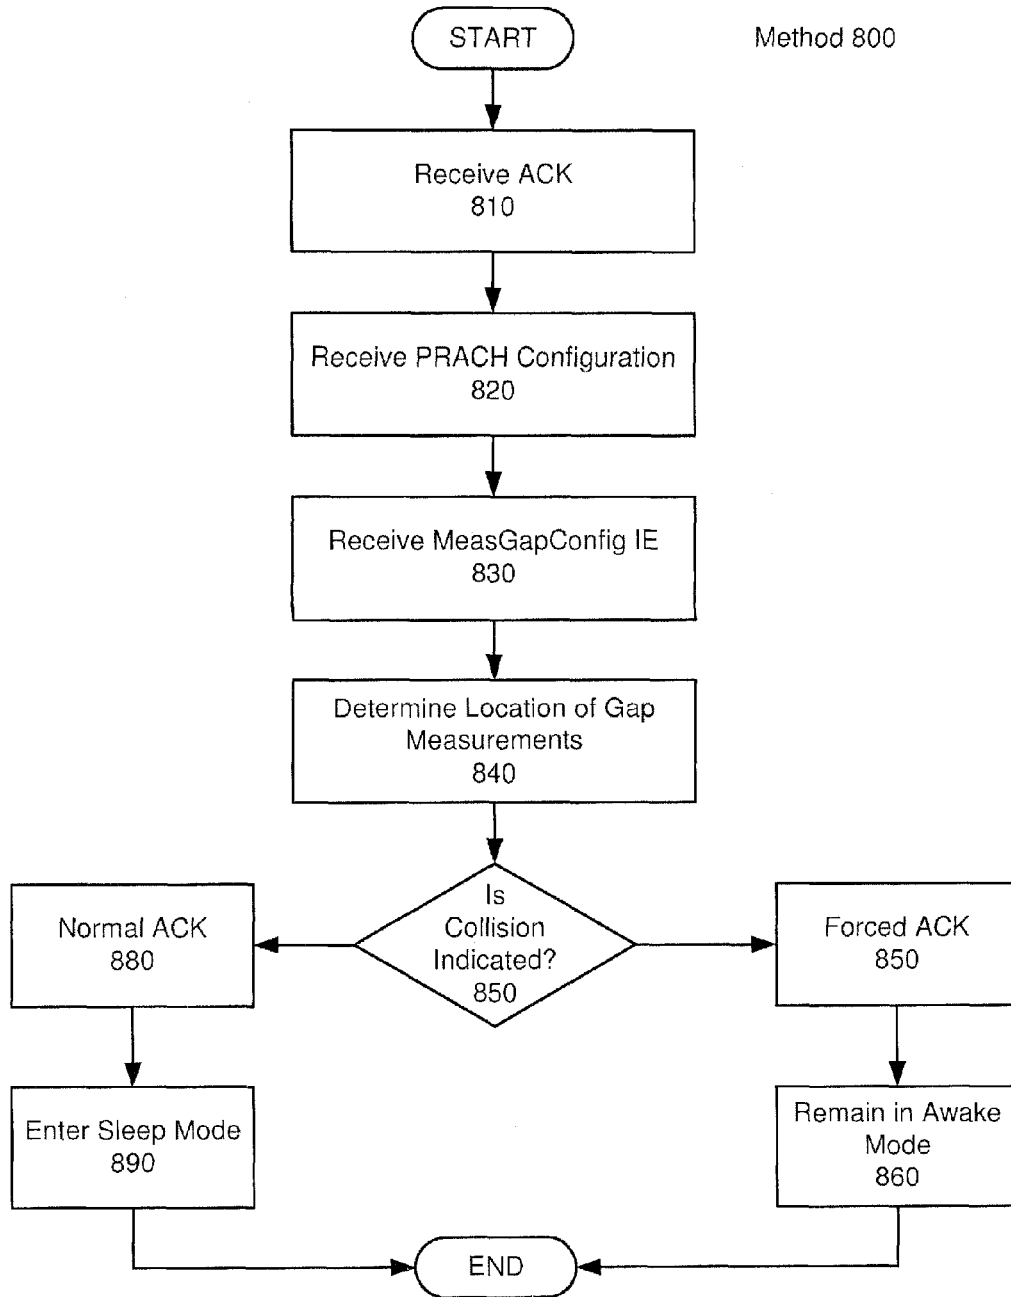 START
Method 800
Receive ACK
810
Receive PRACH Configuration
820
Receive MeasGapConfig IE
830
Determine Location of Gap
Measurements
840
Is
Collision
Indicated?
850
Normal ACK
880
Forced ACK
850
Enter Sleep Mode
890
Remain in Awake
Mode
860
END